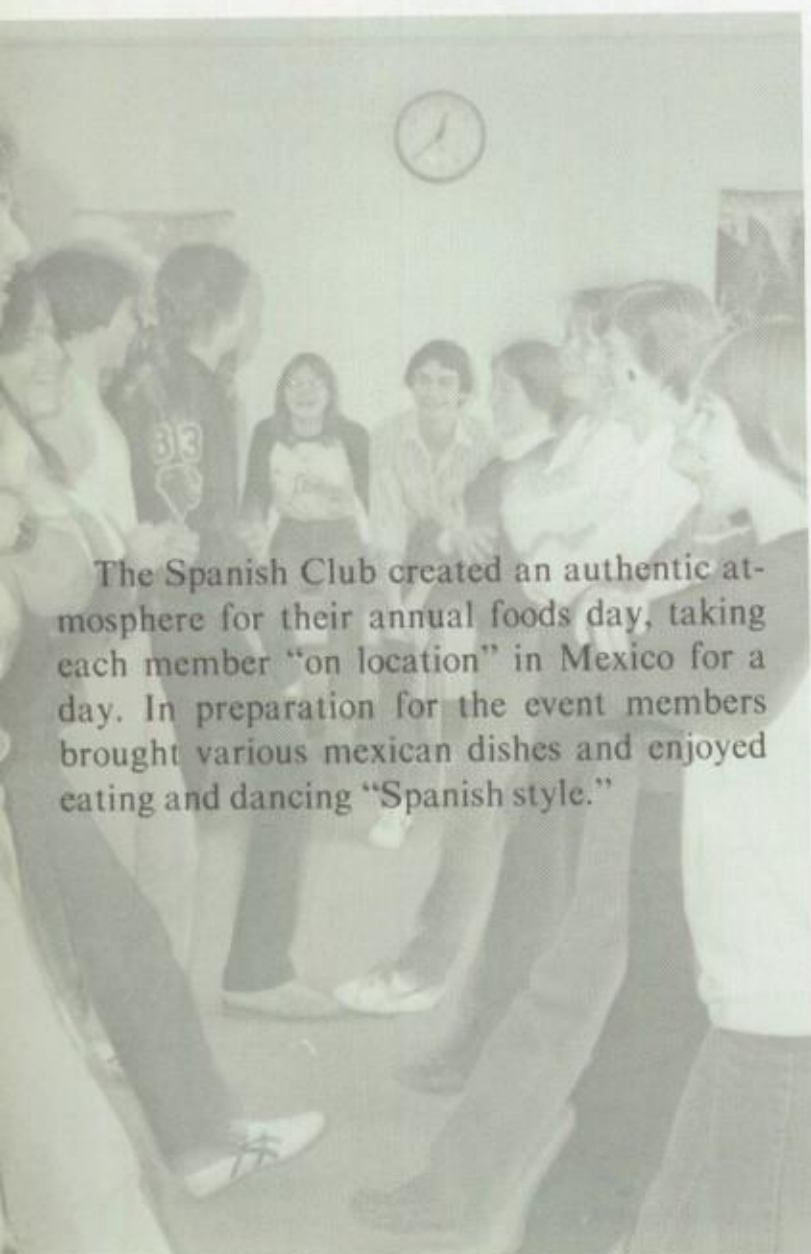 813
The Spanish Club created an authentic at-
mosphere for their annual foods day, taking
each member “on location” in Mexico for a
day. In preparation for the event members
brought various mexican dishes and enjoyed
eating and dancing “Spanish style.”